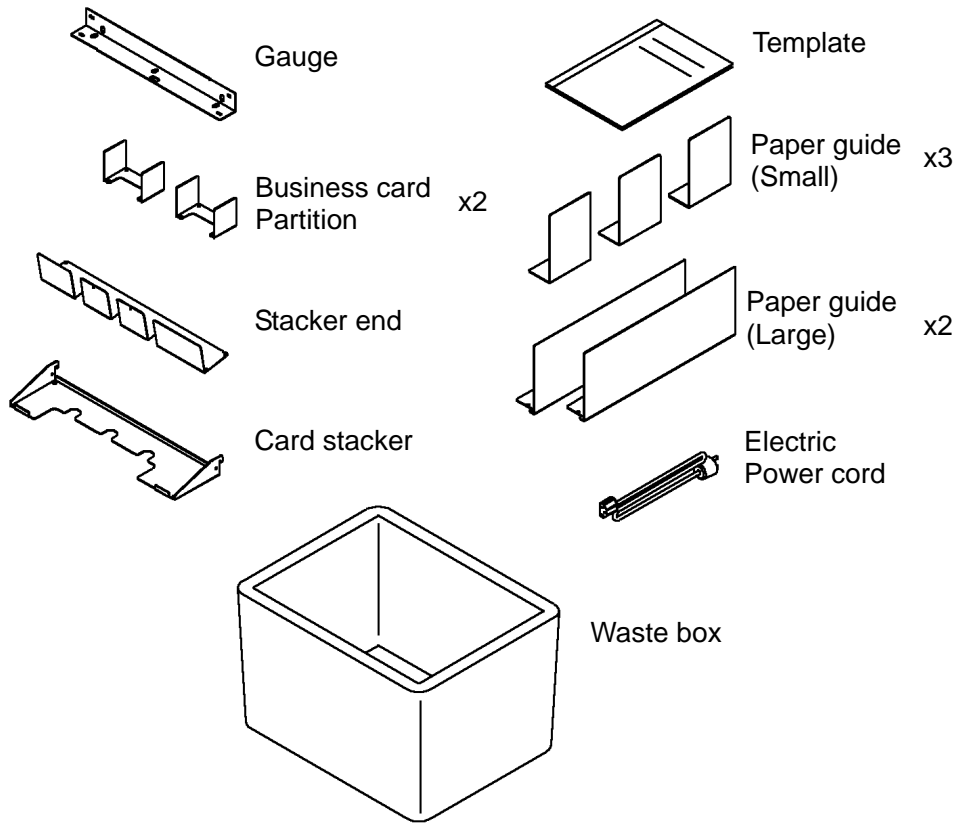 Gauge
Template
Business card
Partition
x2
Paper guide
(Small)
x3
Stacker end
Paper guide
(Large)
x2
Card stacker
Electric
Power cord
Waste box